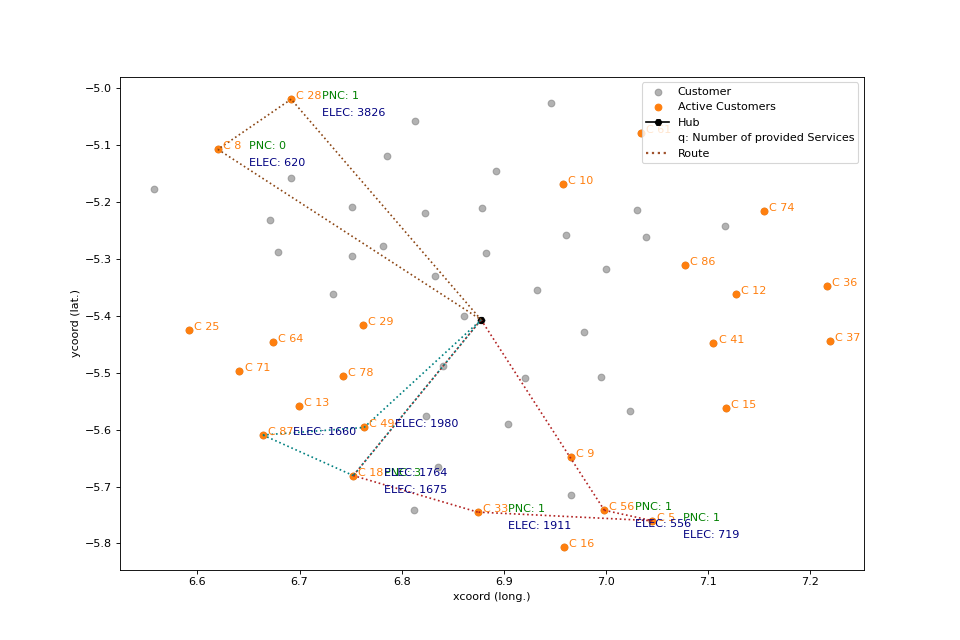 −5.0
−5.1
−5.2
−5.3
−5.4
−5.5
−5.6
−5.7
−5.8
ycoord (lat.)
6.6
6.7
6.8
6.9
7.0
7.1
7.2
xcoord (long.)
Customer
Active Customers
Hub
q: Number of provided Services
Route
C 28
PNC: 1
ELEC: 3826
C 8
PNC: 0
ELEC: 620
C 61
C 10
C 74
C 86
C 12
C 36
C 25
C 29
C 64
C 41
C 37
C 71
C 78
C 13
C 15
C 87
ELEC: 1660
C 49
ELEC: 1980
C 9
C 18
PNC: 3
ELEC: 1764
ELEC: 1675
C 33
PNC: 1
ELEC: 1911
C 56
PNC: 1
ELEC: 556
C 5
PNC: 1
ELEC: 719
C 16